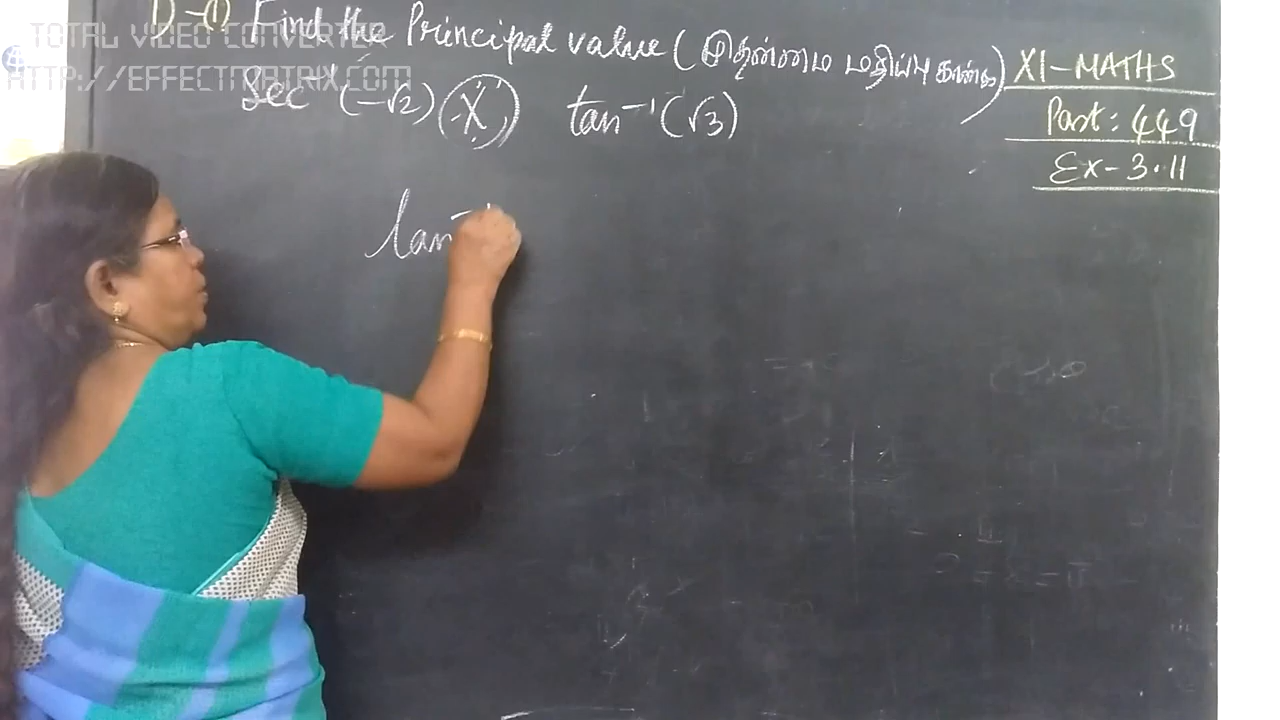 TOTAL VIDEO CONVERTER
HTTP://EFFECTMATRIX.COM
1)-(1) Find the Principal value (முதன்மை மதிப்பு காண்க)
Sec⁻¹(-√2) (X) tan⁻¹(√3)
tan⁻¹
XI-MATHS
Part: 449
Ex-3.11